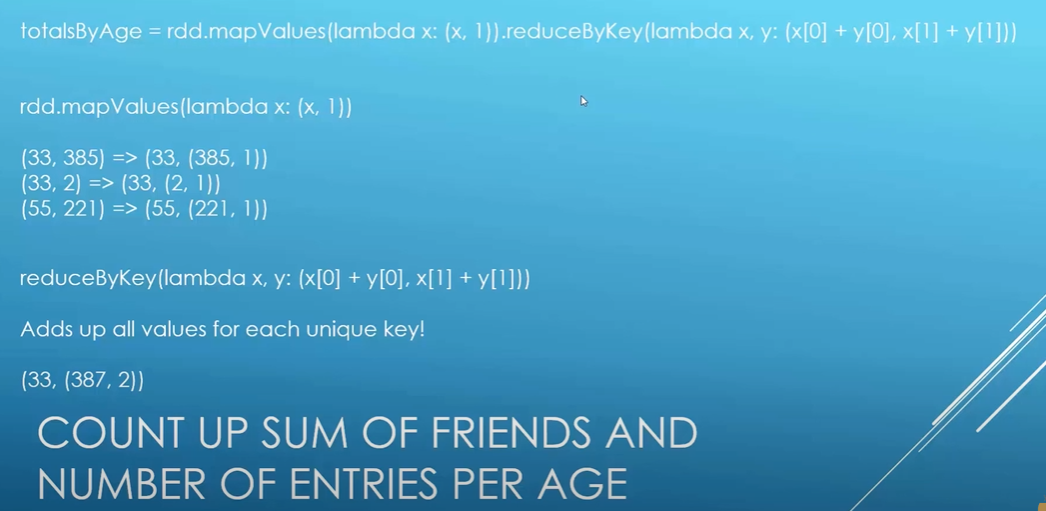 totalsByAge = rdd.mapValues(lambda x: (x, 1)).reduceByKey(lambda x, y: (x[0] + y[0], x[1] + y[1]))
rdd.mapValues(lambda x: (x, 1))
(33, 385) => (33, (385, 1))
(33, 2) => (33, (2, 1))
(55, 221) => (55, (221, 1))
reduceByKey(lambda x, y: (x[0] + y[0], x[1] + y[1]))
Adds up all values for each unique key!
(33, (387, 2))
COUNT UP SUM OF FRIENDS AND
NUMBER OF ENTRIES PER AGE